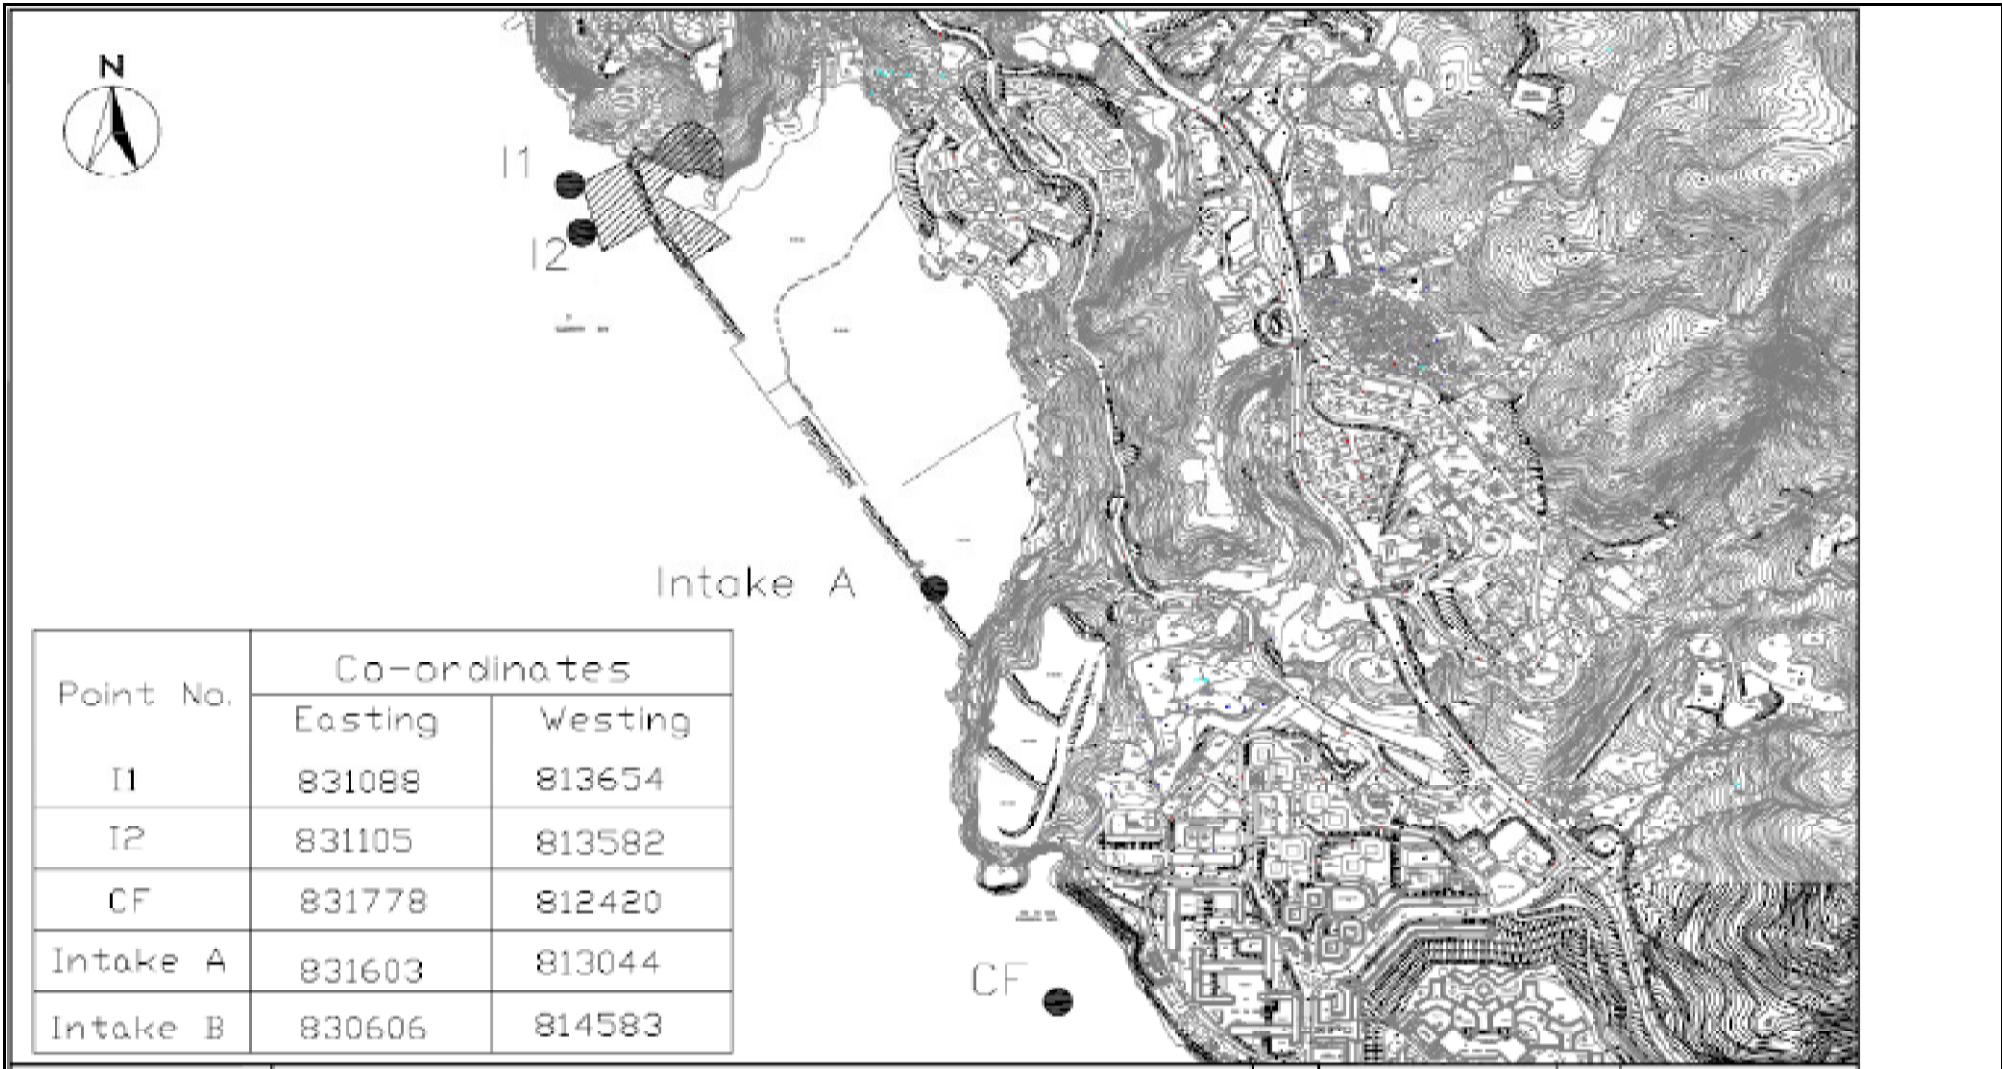 N
I1
I2
Intake A
Point No. Co-ordinates
Easting Westing
I1 831088 813654
I2 831105 813582
CF 831778 812420
Intake A 831603 813044
Intake B 830606 814583
CF